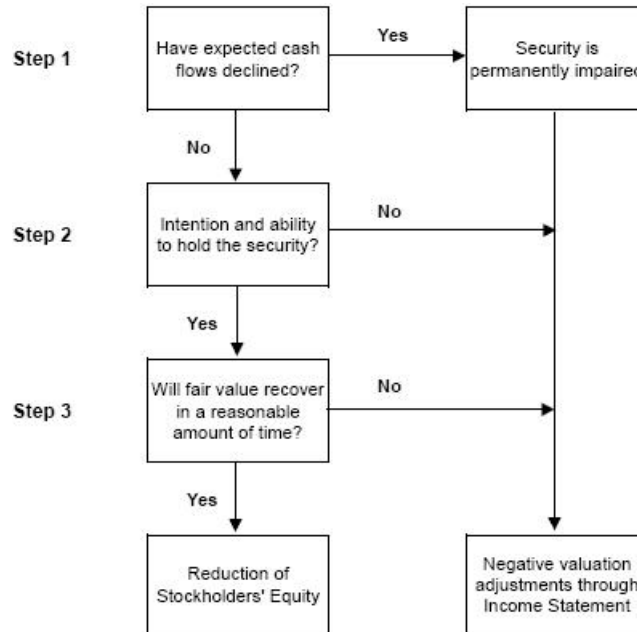 Step 1
Have expected cash
flows declined?
Yes
Security is
permanently impaired
No
Step 2
Intention and ability
to hold the security?
No
Yes
Step 3
Will fair value recover
in a reasonable
amount of time?
No
Yes
Reduction of
Stockholders' Equity
Negative valuation
adjustments through
Income Statement